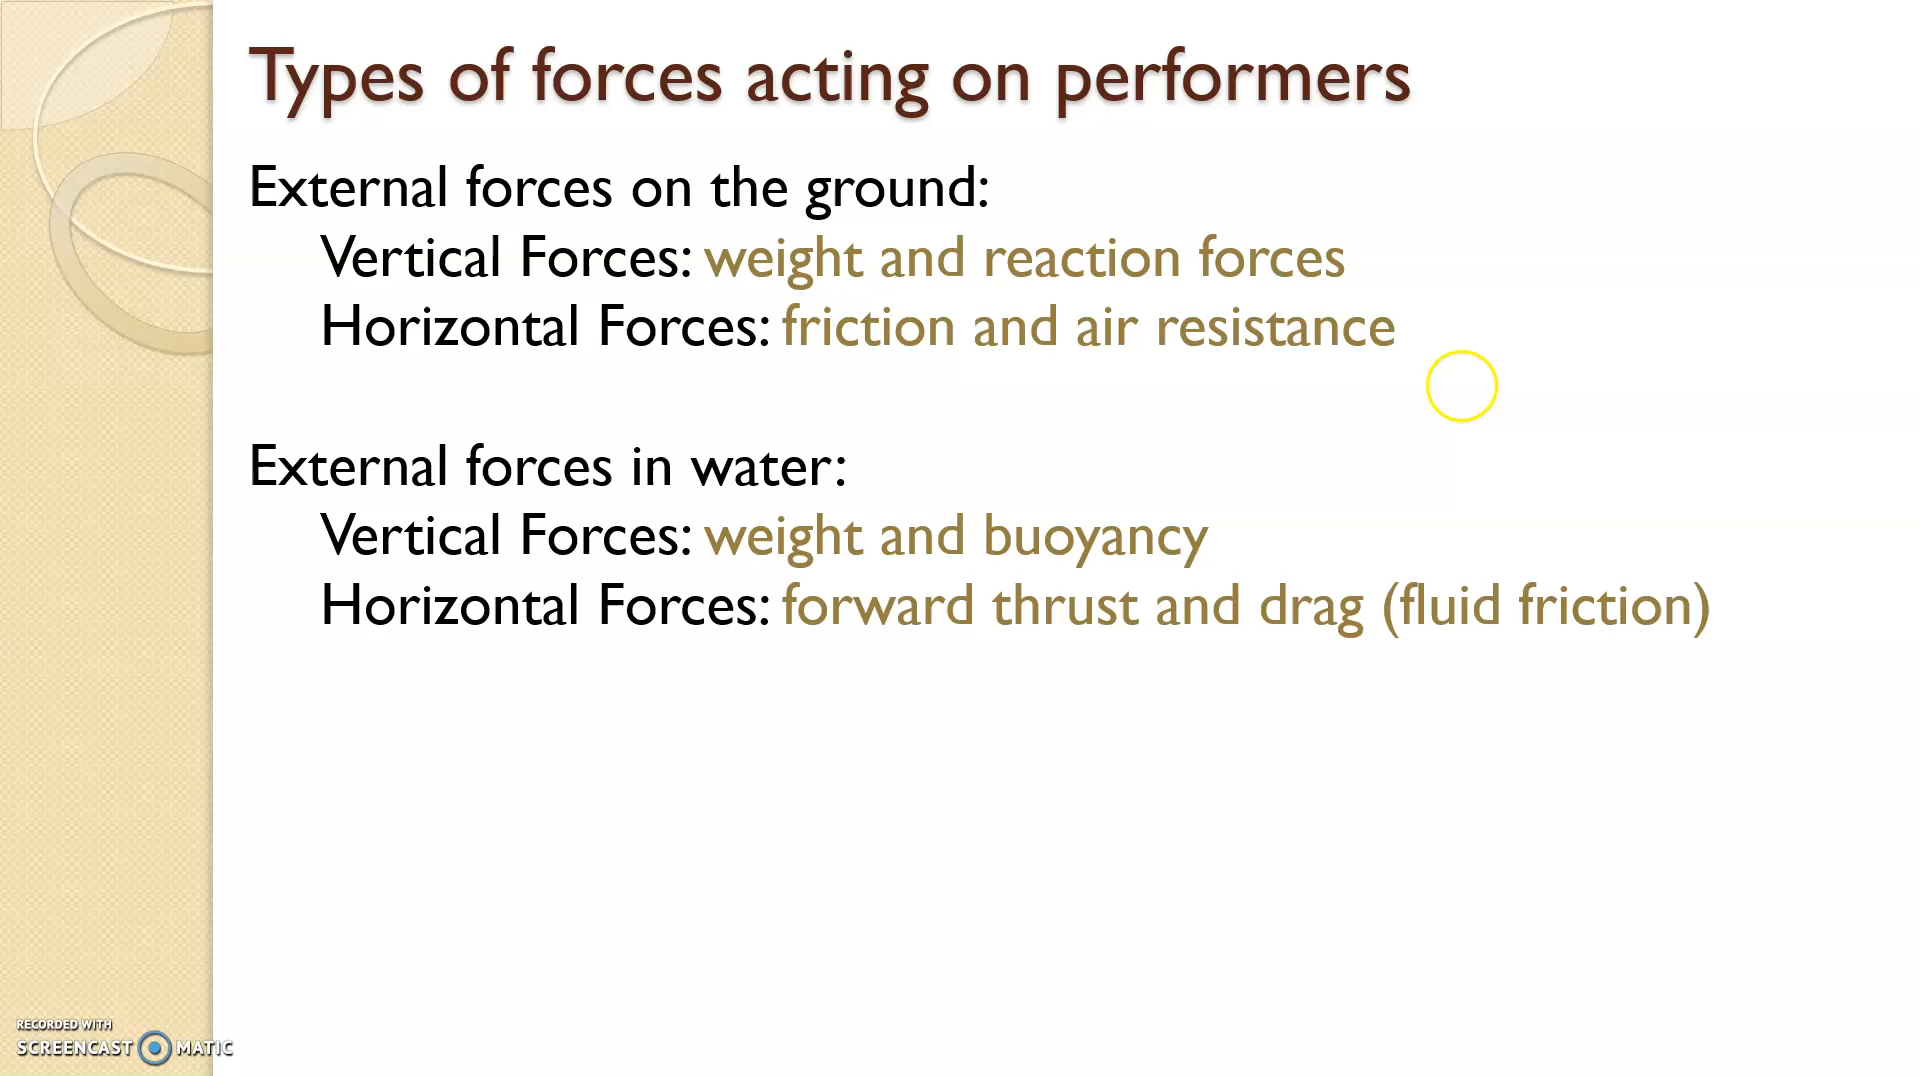 Types of forces acting on performers
External forces on the ground:
Vertical Forces: weight and reaction forces
Horizontal Forces: friction and air resistance
External forces in water:
Vertical Forces: weight and buoyancy
Horizontal Forces: forward thrust and drag (fluid friction)
RECORDED WITH
SCREENCAST MATIC